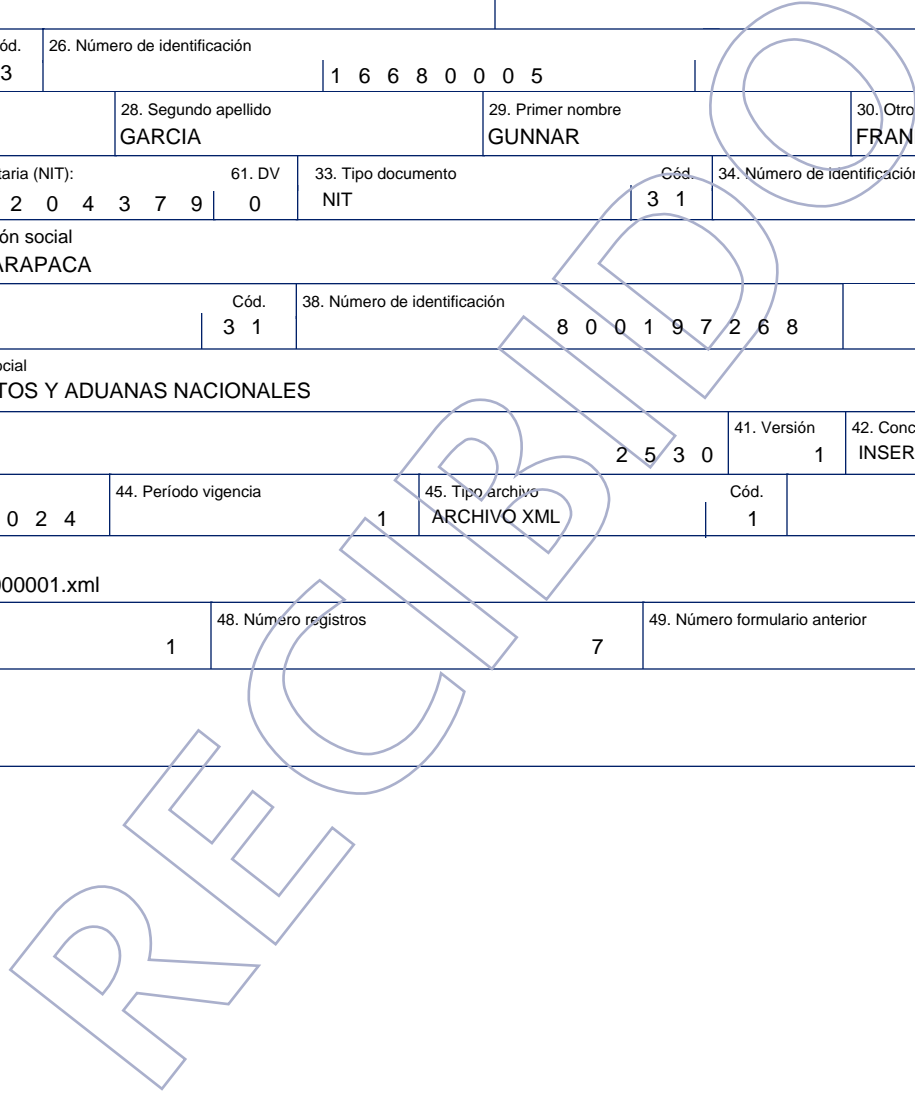 ód. 26. Número de identificación
3 1 6 6 8 0 0 0 5
28. Segundo apellido 29. Primer nombre 30. Otro
GARCIA GUNNAR FRAN
taria (NIT): 61. DV 33. Tipo documento Cód. 34. Número de identificación
2 0 4 3 7 9 0 NIT 3 1
ón social
ARAPACA
Cód. 38. Número de identificación
3 1 8 0 0 1 9 7 2 6 8
ocial
TOS Y ADUANAS NACIONALES
41. Versión 42. Conc
2 5 3 0 1 INSER
44. Período vigencia 45. Tipo archivo Cód.
0 2 4 1 ARCHIVO XML 1
000001.xml
48. Número registros 49. Número formulario anterior
1 7
RECIBIDO